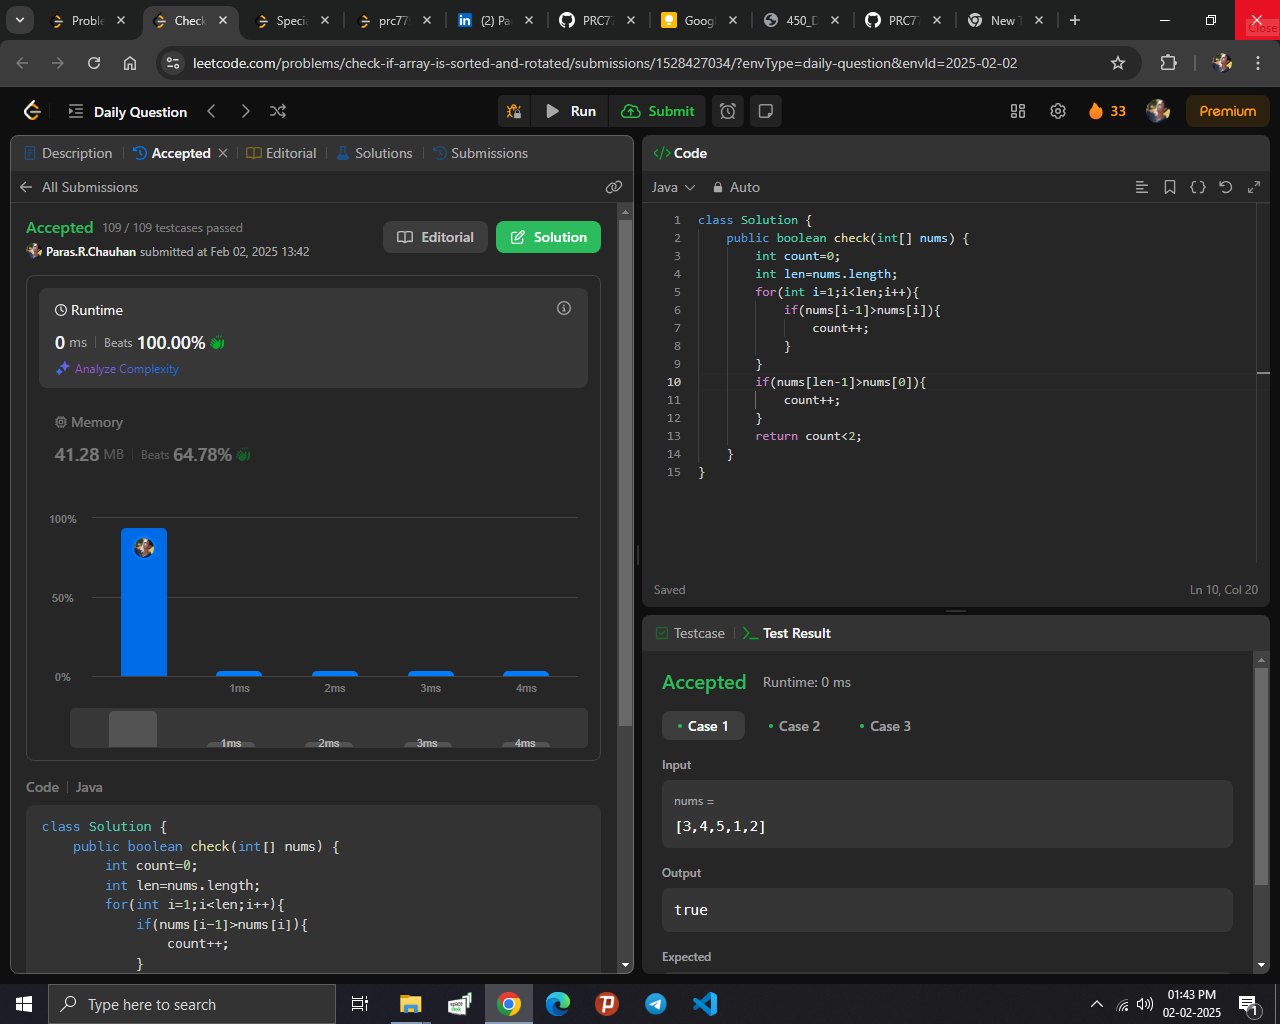 Proble
Check
Specia
prc77
(2) Pa
PRC77
Googl
450_D
PRC77
New T
Close
leetcode.com/problems/check-if-array-is-sorted-and-rotated/submissions/1528427034/?envType=daily-question&envId=2025-02-02
Daily Question
Run
Submit
33
Premium
Description
Accepted
Editorial
Solutions
Submissions
All Submissions
Accepted 109 / 109 testcases passed
Paras.R.Chauhan submitted at Feb 02, 2025 13:42
Editorial
Solution
Runtime
0 ms | Beats 100.00%
Analyze Complexity
Memory
41.28 MB | Beats 64.78%
100%
50%
0%
1ms 2ms 3ms 4ms
1ms 2ms 3ms 4ms
Code | Java
class Solution {
public boolean check(int[] nums) {
int count=0;
int len=nums.length;
for(int i=1;i<len;i++){
if(nums[i-1]>nums[i]){
count++;
}
</> Code
Java
Auto
1 class Solution {
2 public boolean check(int[] nums) {
3 int count=0;
4 int len=nums.length;
5 for(int i=1;i<len;i++){
6 if(nums[i-1]>nums[i]){
7 count++;
8 }
9 }
10 if(nums[len-1]>nums[0]){
11 count++;
12 }
13 return count<2;
14 }
15 }
Saved
Ln 10, Col 20
Testcase
Test Result
Accepted Runtime: 0 ms
Case 1
Case 2
Case 3
Input
nums =
[3,4,5,1,2]
Output
true
Expected
Type here to search
01:43 PM
02-02-2025
1